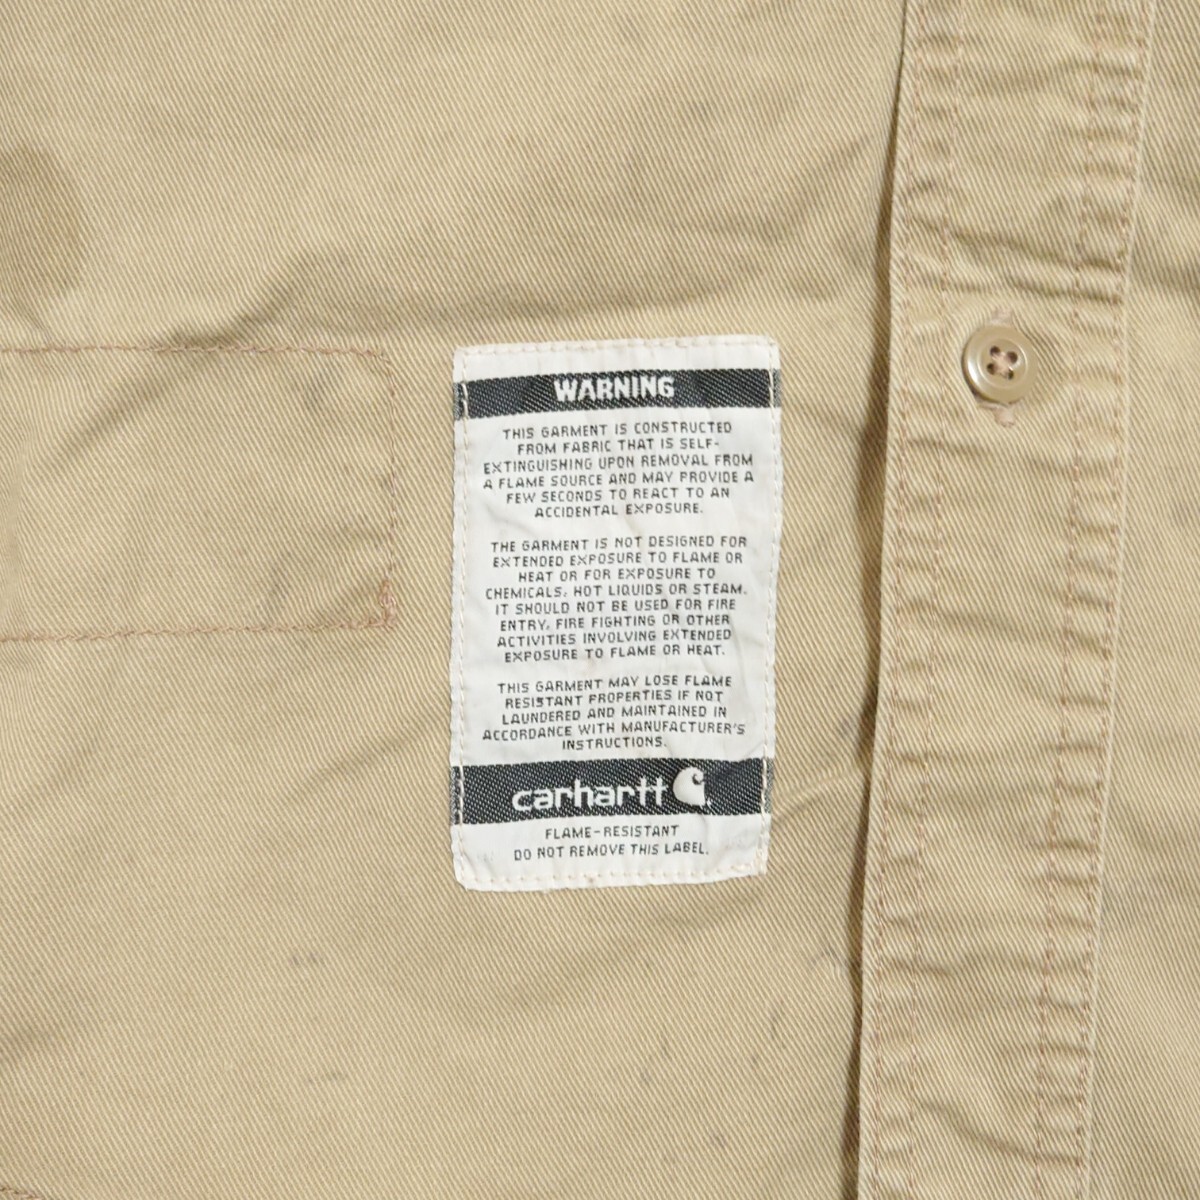 WARNING
THIS GARMENT IS CONSTRUCTED
FROM FABRIC THAT IS SELF-
EXTINGUISHING UPON REMOVAL FROM
A FLAME SOURCE AND MAY PROVIDE A
FEW SECONDS TO REACT TO AN
ACCIDENTAL EXPOSURE.
THE GARMENT IS NOT DESIGNED FOR
EXTENDED EXPOSURE TO FLAME OR
HEAT OR FOR EXPOSURE TO
CHEMICALS, HOT LIQUIDS OR STEAM.
IT SHOULD NOT BE USED FOR FIRE
ENTRY, FIRE FIGHTING OR OTHER
ACTIVITIES INVOLVING EXTENDED
EXPOSURE TO FLAME OR HEAT.
THIS GARMENT MAY LOSE FLAME
RESISTANT PROPERTIES IF NOT
LAUNDERED AND MAINTAINED IN
ACCORDANCE WITH MANUFACTURER'S
INSTRUCTIONS.
carhartt
FLAME-RESISTANT
DO NOT REMOVE THIS LABEL.